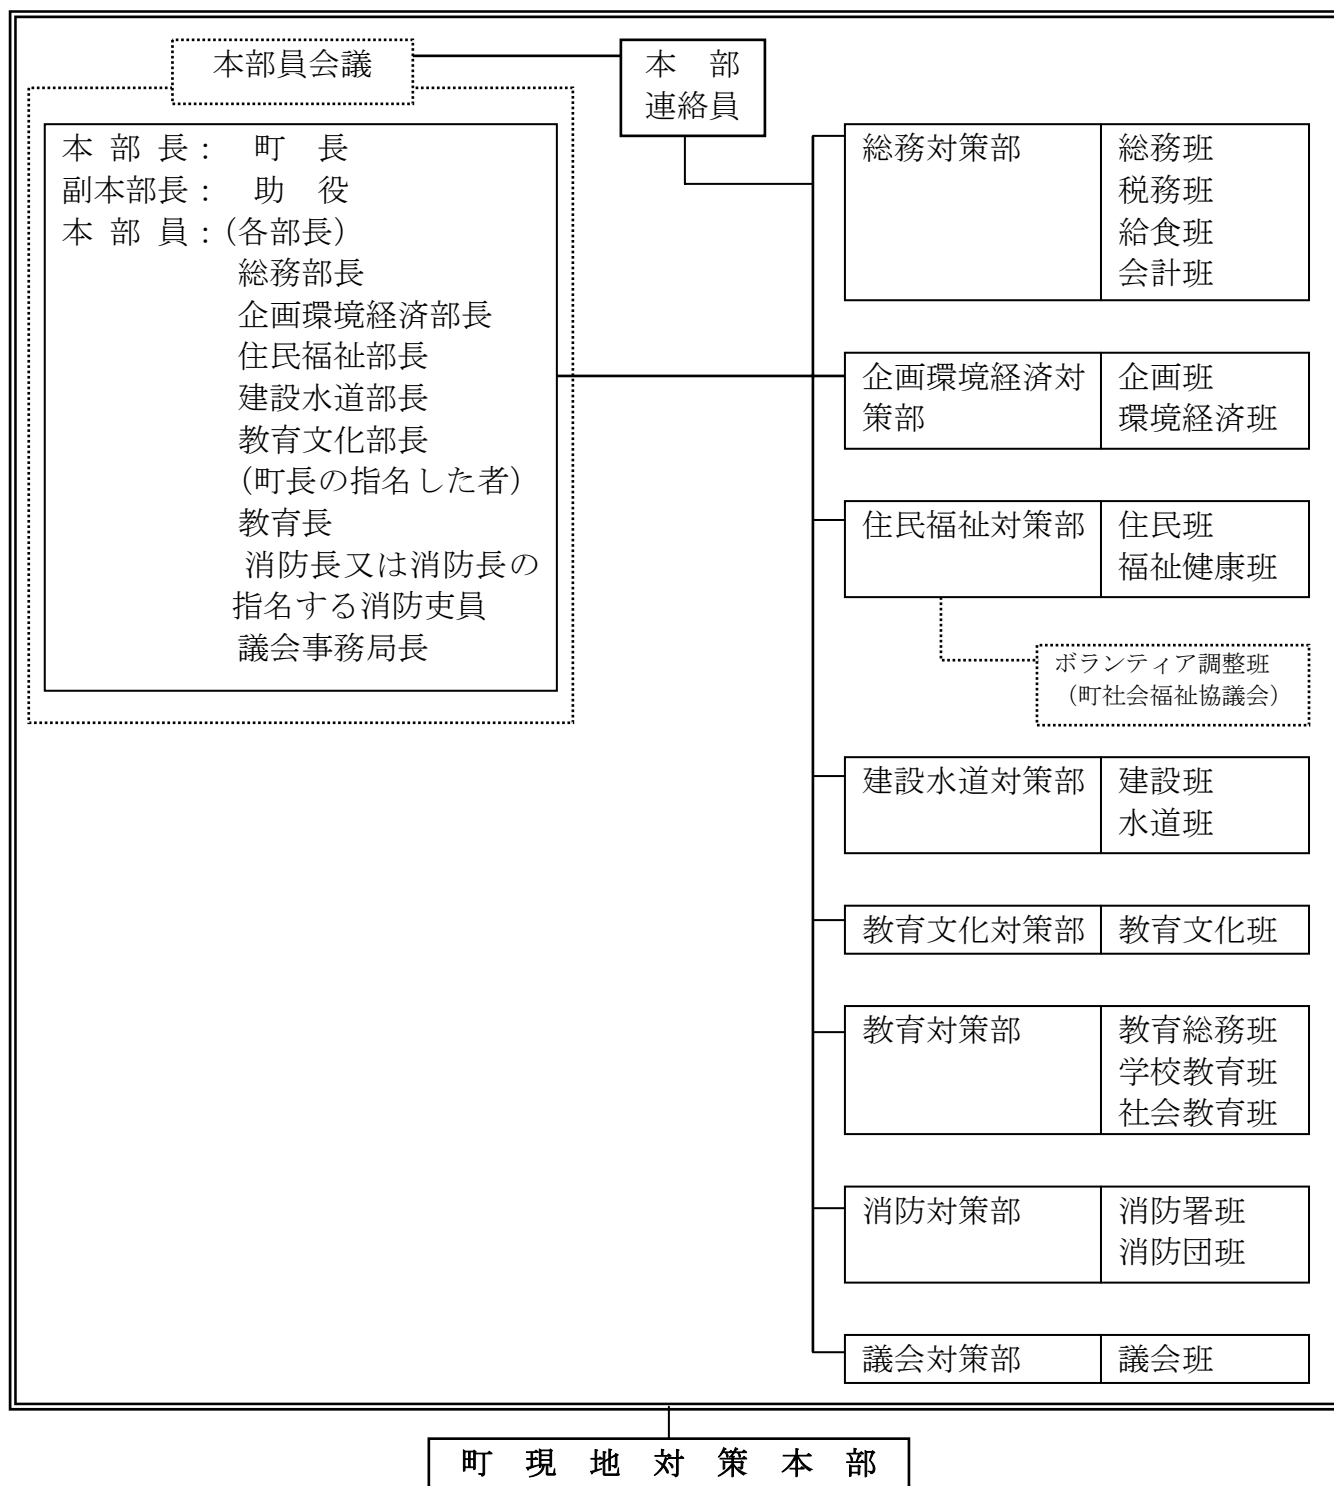 本部員会議
本　部
連絡員
本 部 長：　町　長
副本部長：　助　役
本 部 員：（各部長）
総務部長
企画環境経済部長
住民福祉部長
建設水道部長
教育文化部長
（町長の指名した者）
教育長
消防長又は消防長の
指名する消防吏員
議会事務局長
総務対策部
総務班
税務班
給食班
会計班
企画環境経済対
策部
企画班
環境経済班
住民福祉対策部
住民班
福祉健康班
ボランティア調整班
（町社会福祉協議会）
建設水道対策部
建設班
水道班
教育文化対策部
教育文化班
教育対策部
教育総務班
学校教育班
社会教育班
消防対策部
消防署班
消防団班
議会対策部
議会班
町　現　地　対　策　本　部